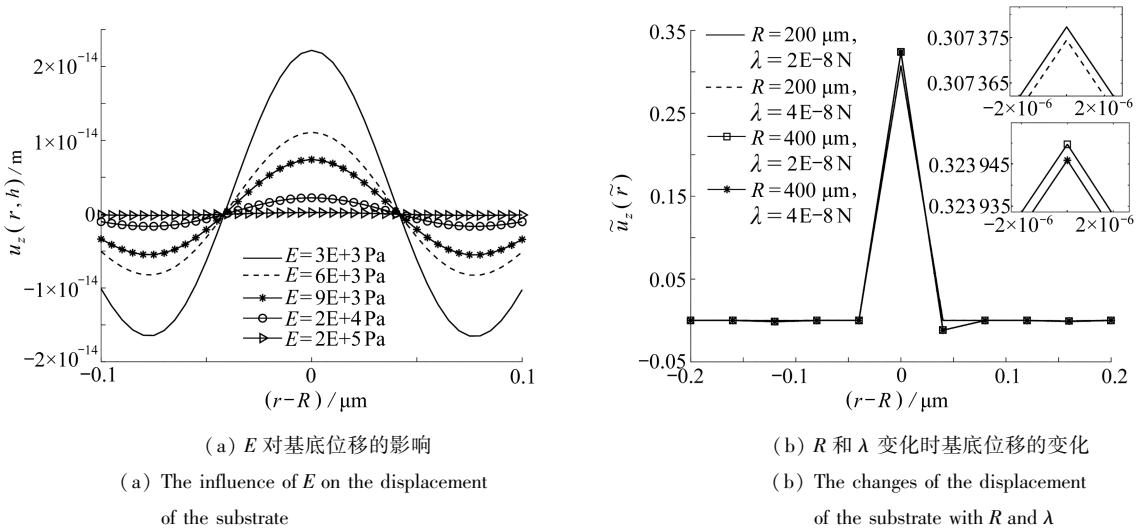 2×10⁻¹⁴
1×10⁻¹⁴
0
−1×10⁻¹⁴
−2×10⁻¹⁴
u_z(r,h)/m
E=3E+3 Pa
E=6E+3 Pa
E=9E+3 Pa
E=2E+4 Pa
E=2E+5 Pa
−0.1
0
0.1
(r−R)/μm
(a) E 对基底位移的影响
(a) The influence of E on the displacement
of the substrate
0.35
0.25
0.15
0.05
−0.05
ũ_z(r̃)
R=200 μm,
λ=2E−8 N
R=200 μm,
λ=4E−8 N
R=400 μm,
λ=2E−8 N
R=400 μm,
λ=4E−8 N
0.307 375
0.307 365
−2×10⁻⁶
0
2×10⁻⁶
0.323 945
0.323 935
−2×10⁻⁶
0
2×10⁻⁶
−0.2
−0.1
0
0.1
0.2
(r−R)/μm
(b) R 和 λ 变化时基底位移的变化
(b) The changes of the displacement
of the substrate with R and λ